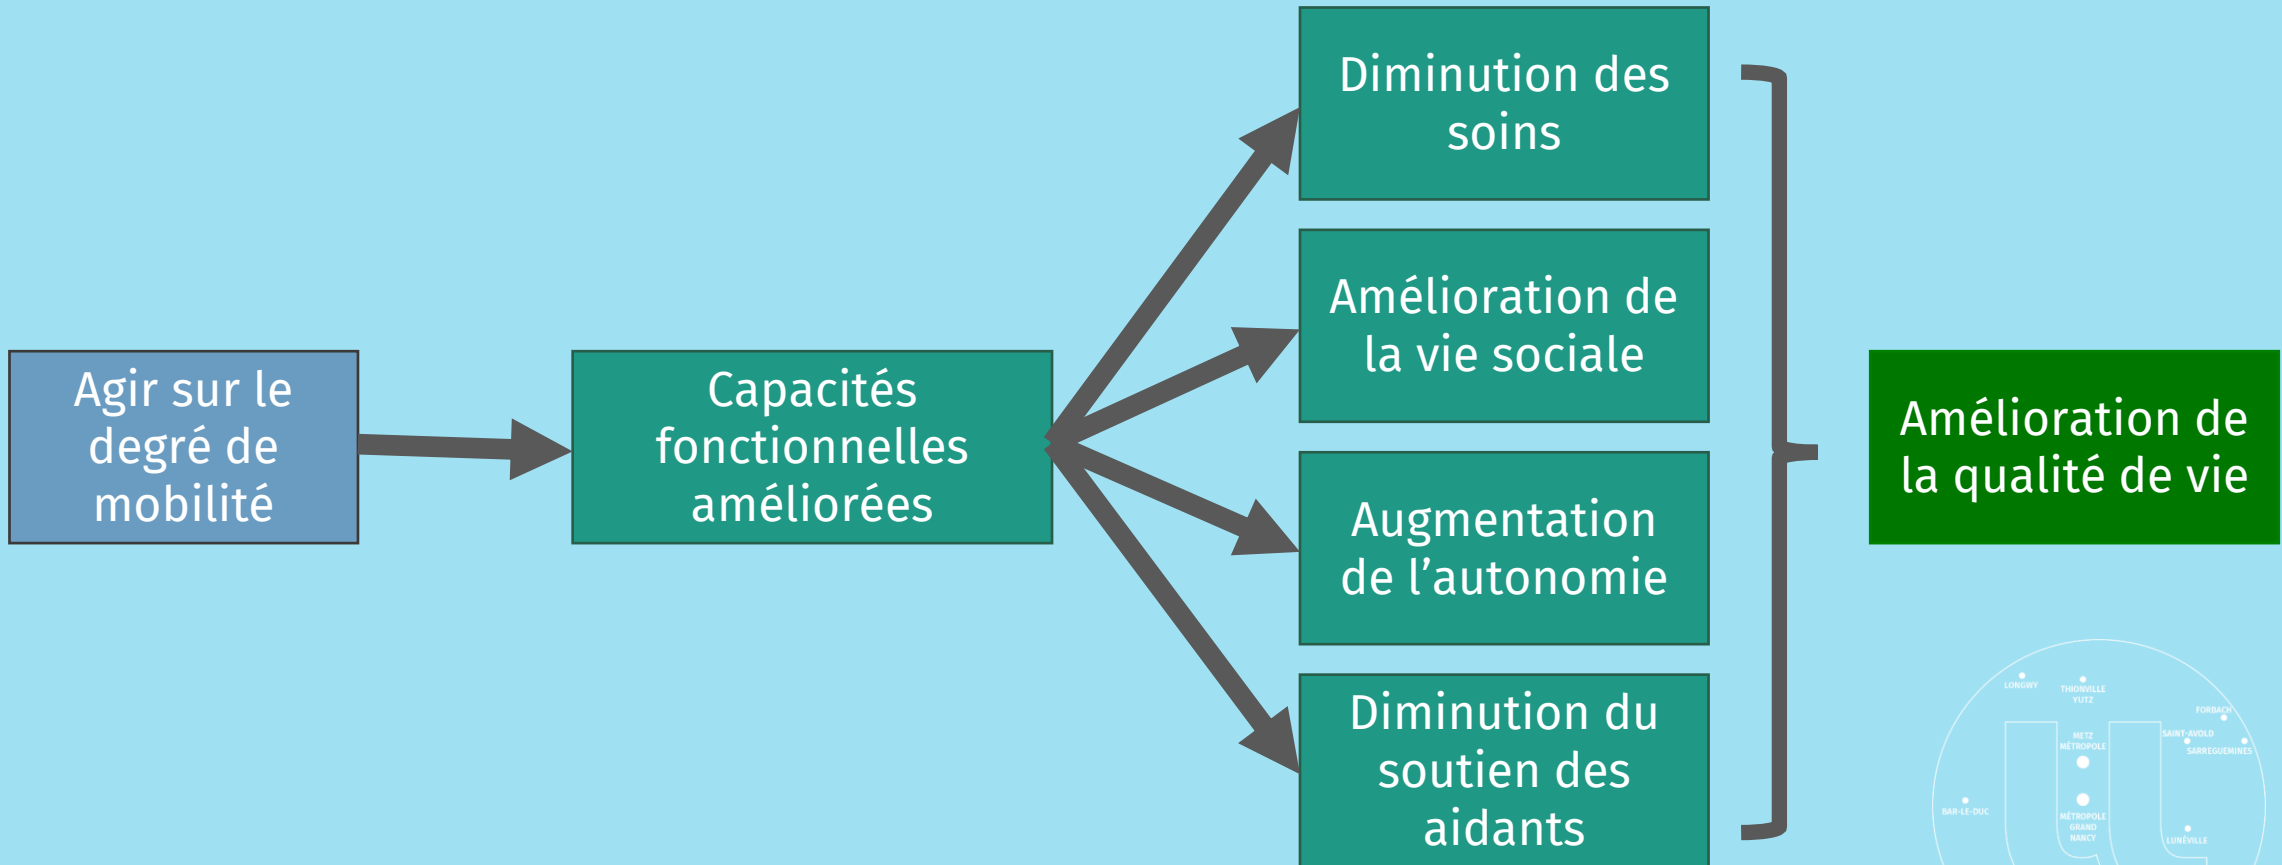 Diminution des
soins
Amélioration de
la vie sociale
Agir sur le
degré de
mobilité
Capacités
fonctionnelles
améliorées
Augmentation
de l’autonomie
Diminution du
soutien des
aidants
Amélioration de
la qualité de vie
LONGWY
THIONVILLE
YUTZ
FORBACH
METZ
MÉTROPOLE
SAINT-AVOLD
SARREGUEMINES
BAR-LE-DUC
MÉTROPOLE
GRAND
NANCY
LUNÉVILLE